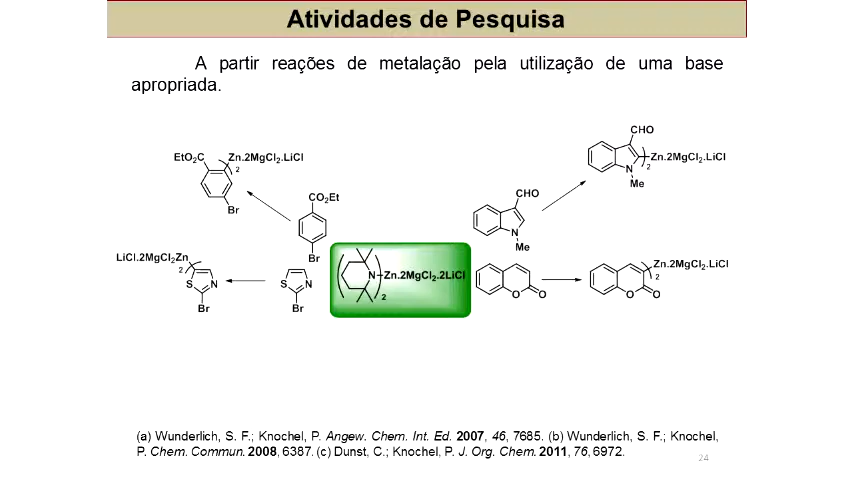 Atividades de Pesquisa
A partir reações de metalação pela utilização de uma base
apropriada.
EtO₂C
Zn.2MgCl₂.LiCl
2
Br
CO₂Et
Br
LiCl.2MgCl₂Zn
2
S N
Br
S N
Br
N Zn.2MgCl₂.2LiCl
2
CHO
N
Me
CHO
Zn.2MgCl₂.LiCl
2
N
Me
O O
Zn.2MgCl₂.LiCl
2
O O
(a) Wunderlich, S. F.; Knochel, P. Angew. Chem. Int. Ed. 2007, 46, 7685. (b) Wunderlich, S. F.; Knochel,
P. Chem. Commun. 2008, 6387. (c) Dunst, C.; Knochel, P. J. Org. Chem. 2011, 76, 6972.
24